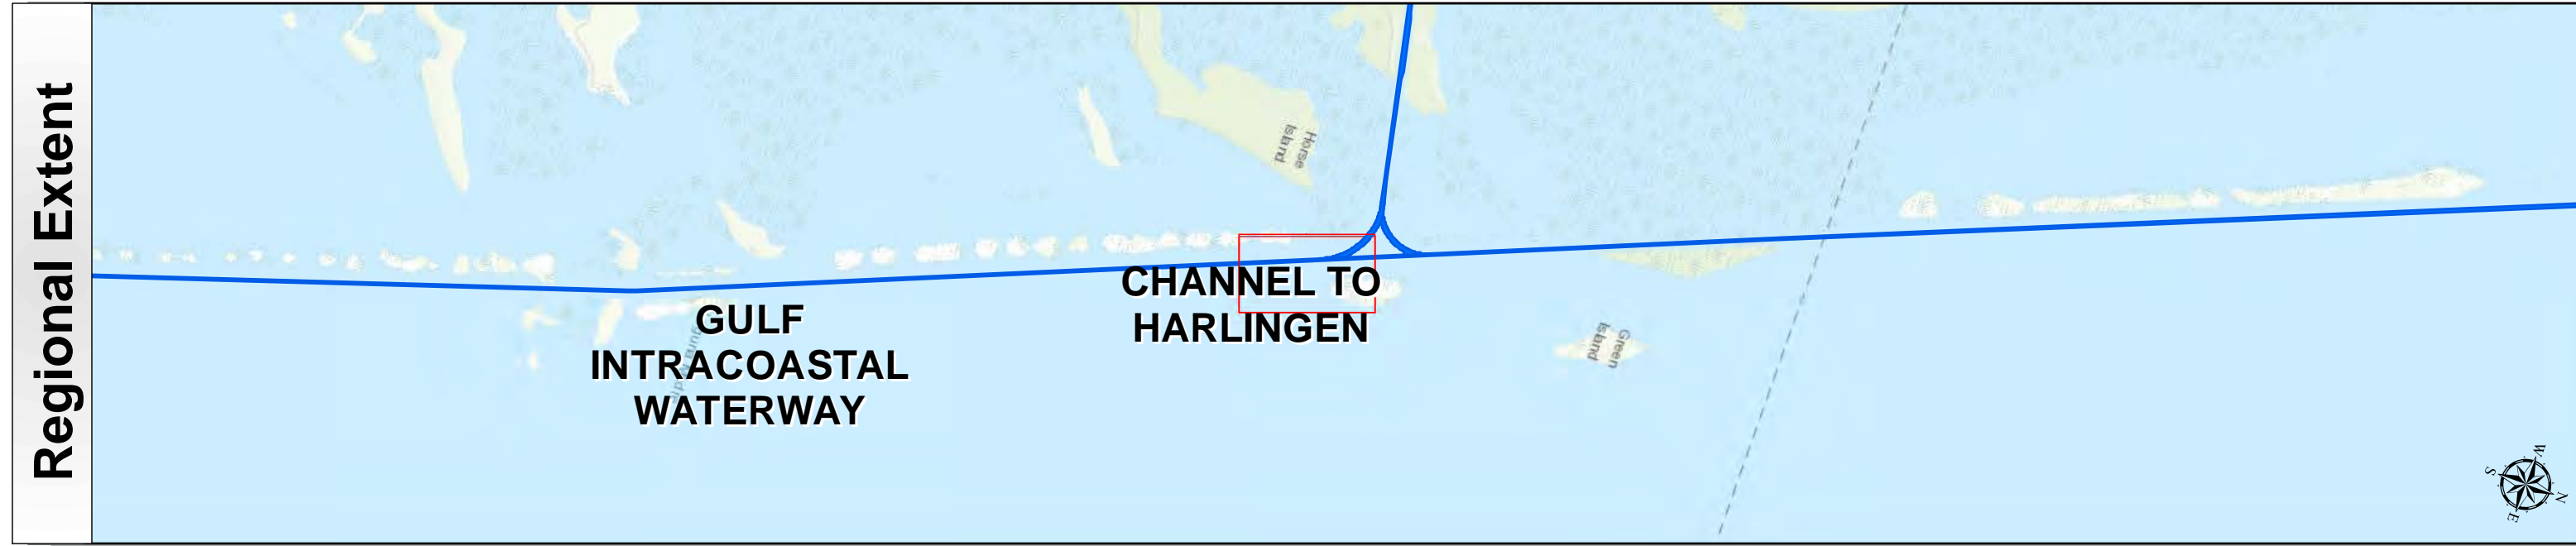 Regional Extent
Horse
Island
CHANNEL TO
HARLINGEN
GULF
INTRACOASTAL
WATERWAY
Green
Island
W
S
N
E